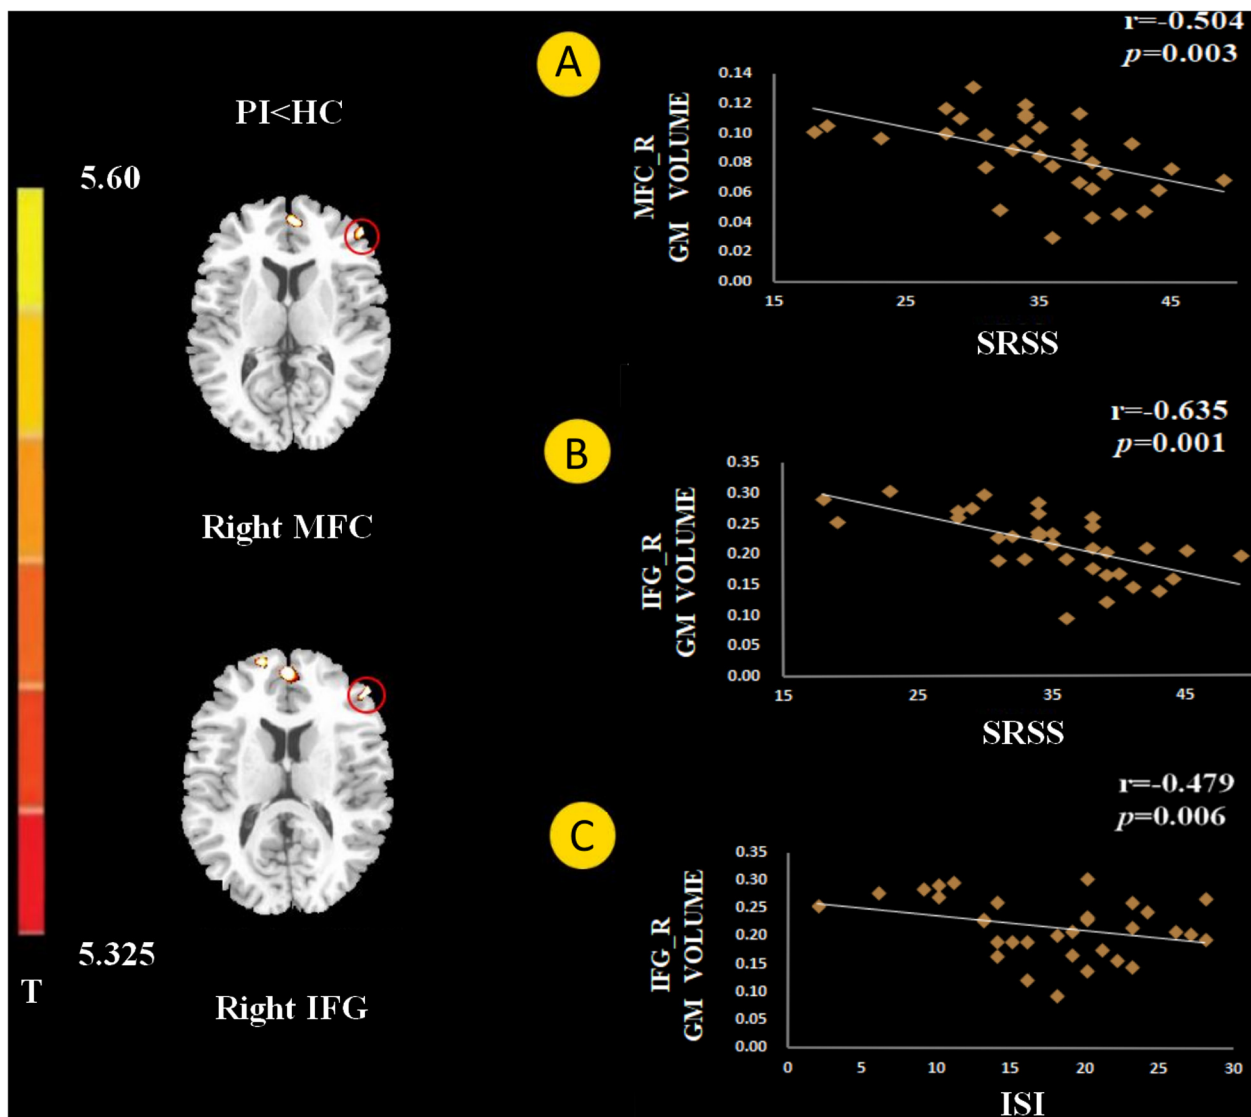 PI<HC
5.60
Right MFC
Right IFG
5.325
T
A
r=-0.504
p=0.003
MFC_R
GM VOLUME
0.14
0.12
0.10
0.08
0.06
0.04
0.02
0.00
15 25 35 45
SRSS
B
r=-0.635
p=0.001
IFG_R
GM VOLUME
0.35
0.30
0.25
0.20
0.15
0.10
0.05
0.00
15 25 35 45
SRSS
C
r=-0.479
p=0.006
IFG_R
GM VOLUME
0.35
0.30
0.25
0.20
0.15
0.10
0.05
0.00
0 5 10 15 20 25 30
ISI